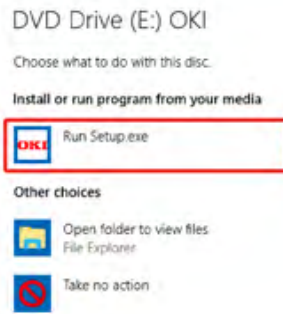 DVD Drive (E:) OKI
Choose what to do with this disc.
Install or run program from your media
OKI
Run Setup.exe
Other choices
Open folder to view files
File Explorer
Take no action